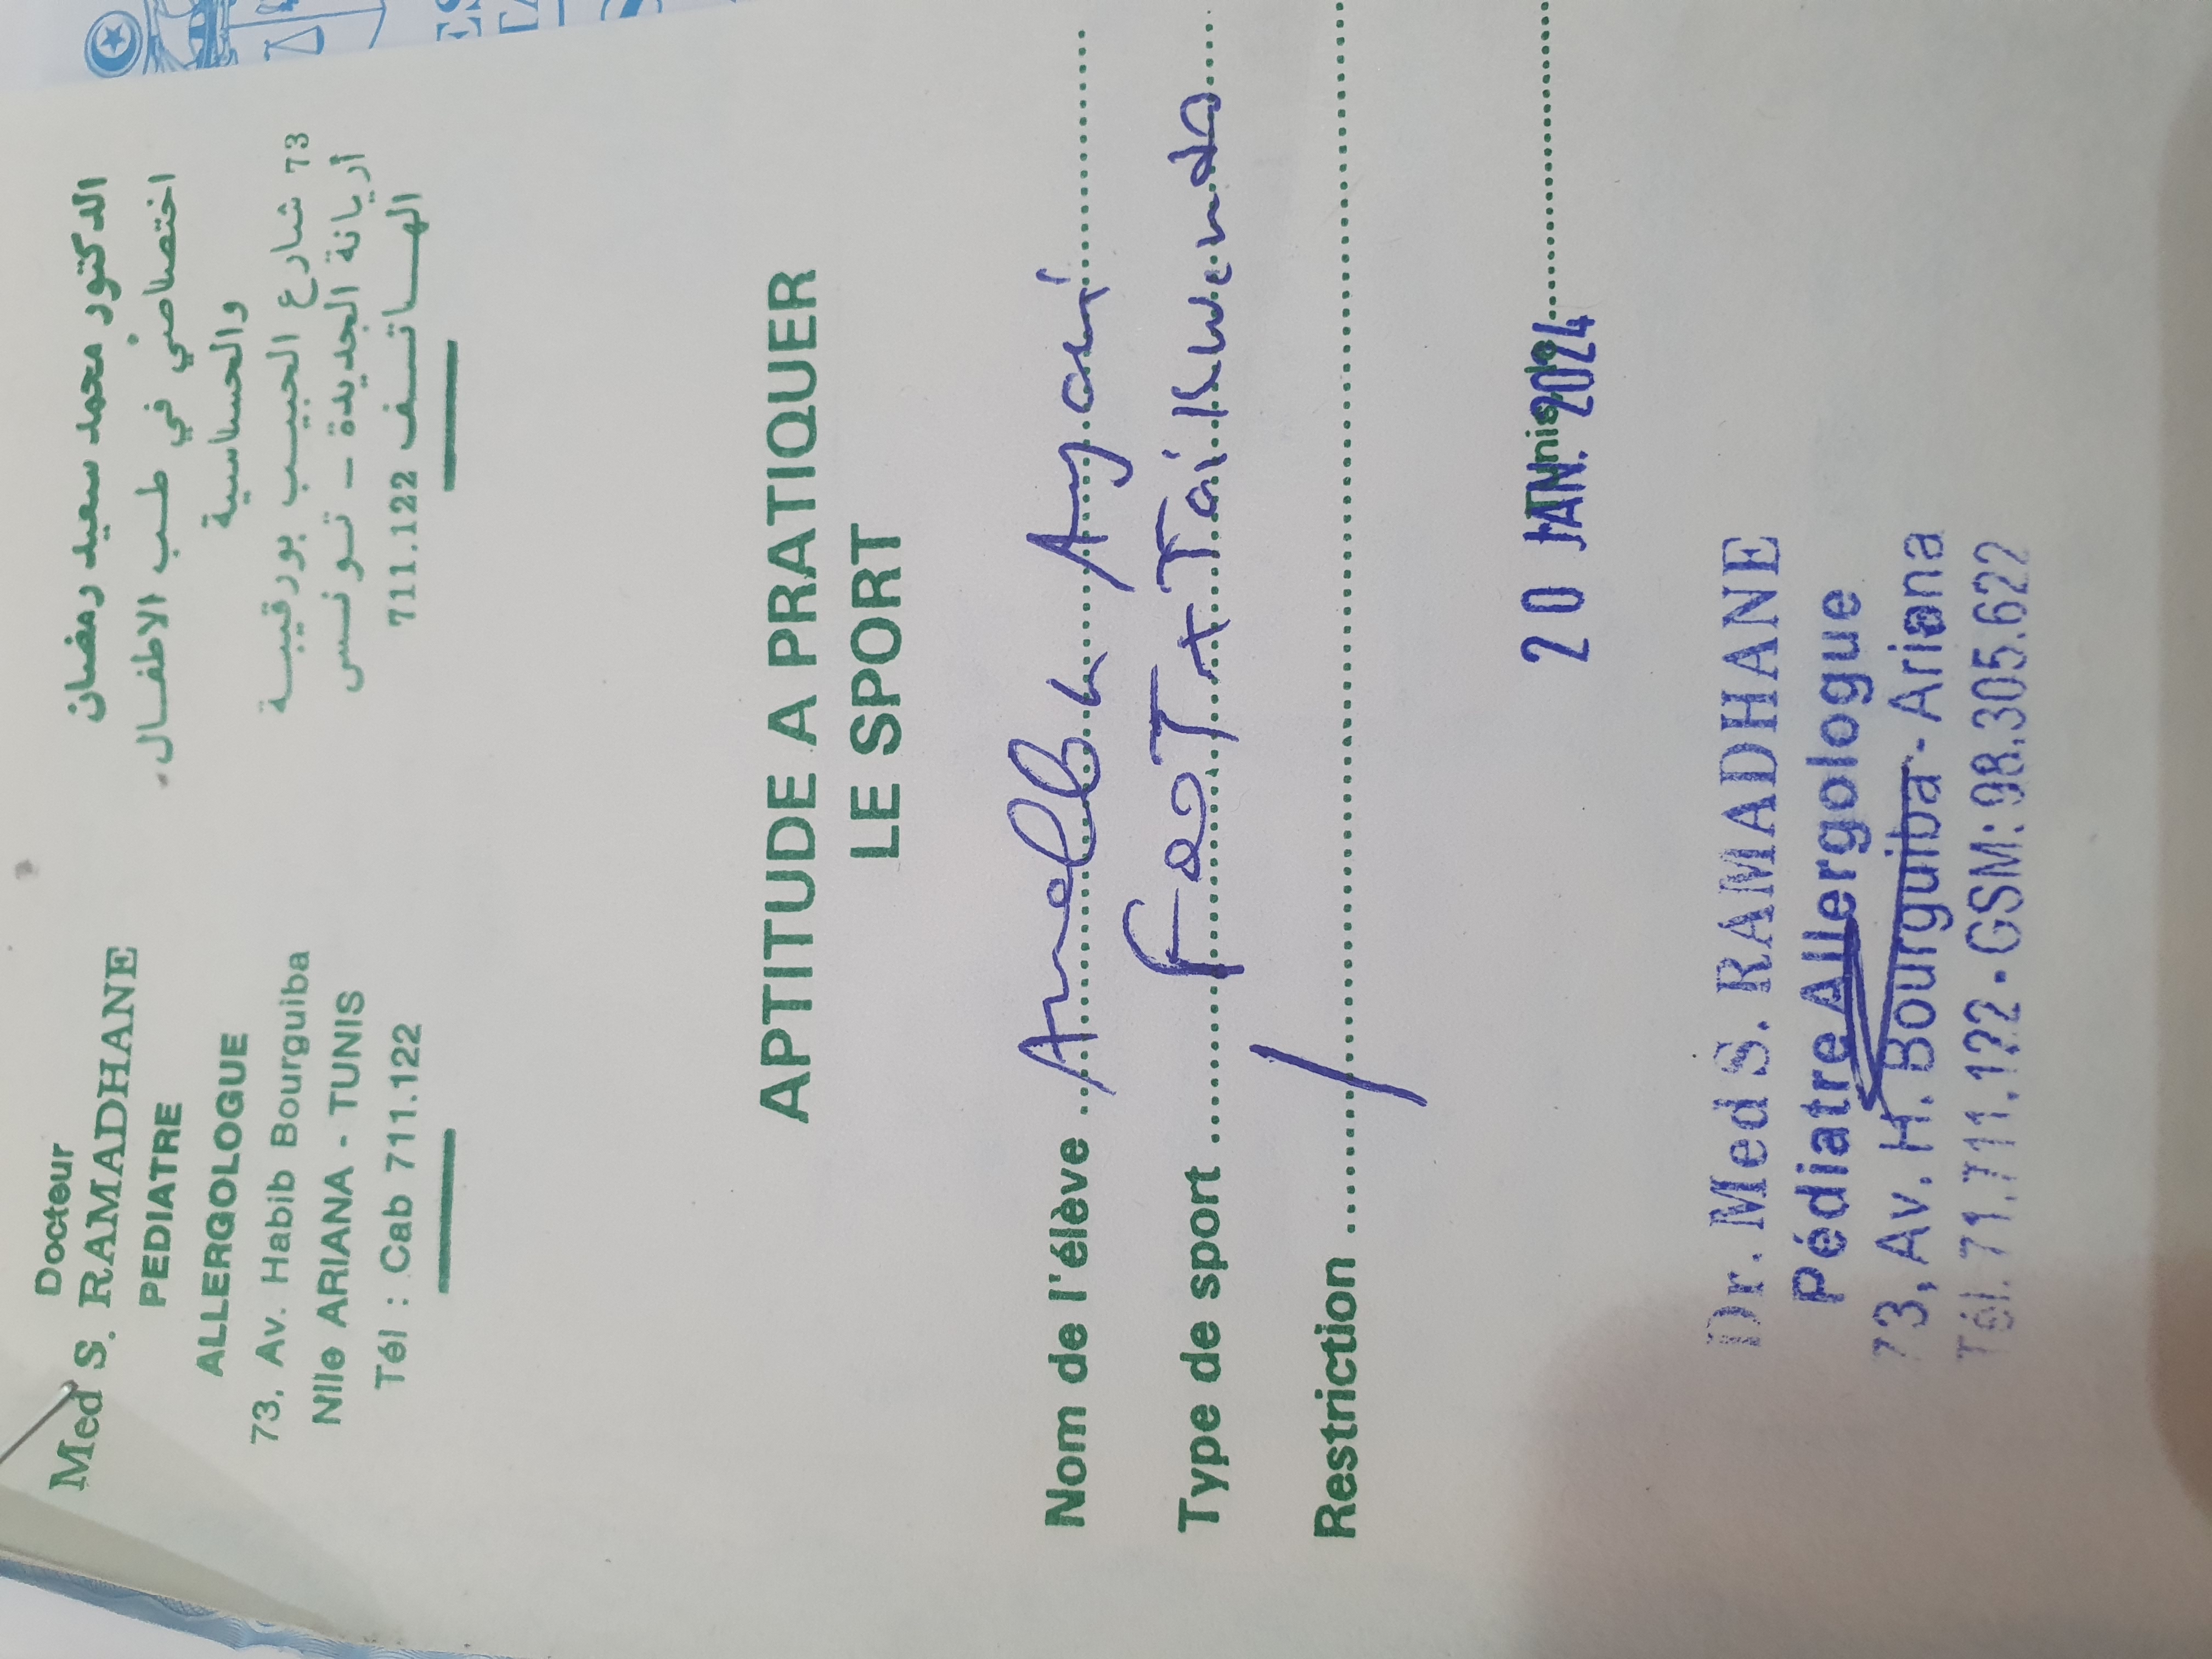 Docteur
Med S. RAMADHANE
PEDIATRE
ALLERGOLOGUE
73, Av. Habib Bourguiba
Nlle ARIANA - TUNIS
Tél : Cab 711.122
الدكتور محمد سعيد رمضان
اختصاصي في طب الاطفال
والحساسية
73 شارع الحبيب بورقيبة
أريانة الجديدة - تونس
الهاتف 711.122
APTITUDE A PRATIQUER
LE SPORT
Nom de l'élève
Type de sport Foot x Taikwendo
Restriction /
20 JAN. 2024
Dr. Med S. RAMADHANE
Pédiatre Allergologue
73, Av. H. Bourguiba - Ariana
Tél. 71.711.122 - GSM: 98.305.622